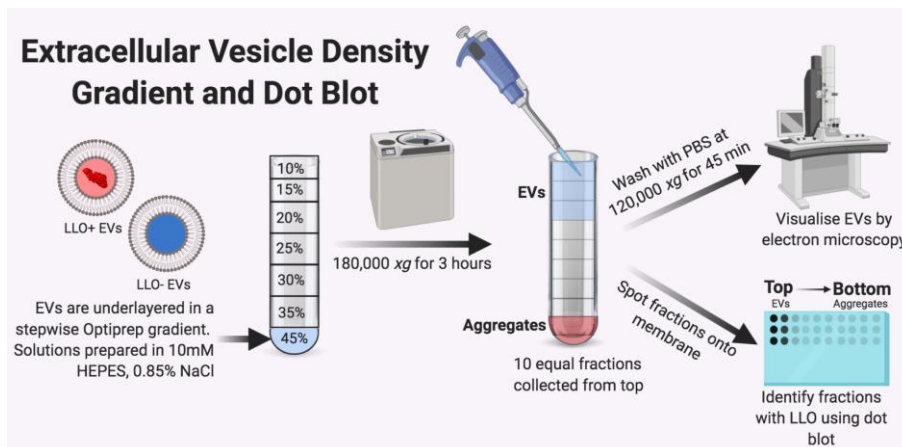 Extracellular Vesicle Density
Gradient and Dot Blot
LLO+ EVs
LLO- EVs
EVs are underlayered in a
stepwise Optiprep gradient.
Solutions prepared in 10mM
HEPES, 0.85% NaCl
10%
15%
20%
25%
30%
35%
45%
180,000 xg for 3 hours
EVs
Aggregates
10 equal fractions
collected from top
Wash with PBS at
120,000 xg for 45 min
Visualise EVs by
electron microscopy
Spot fractions onto
membrane
Top Bottom
EVs Aggregates
Identify fractions
with LLO using dot
blot